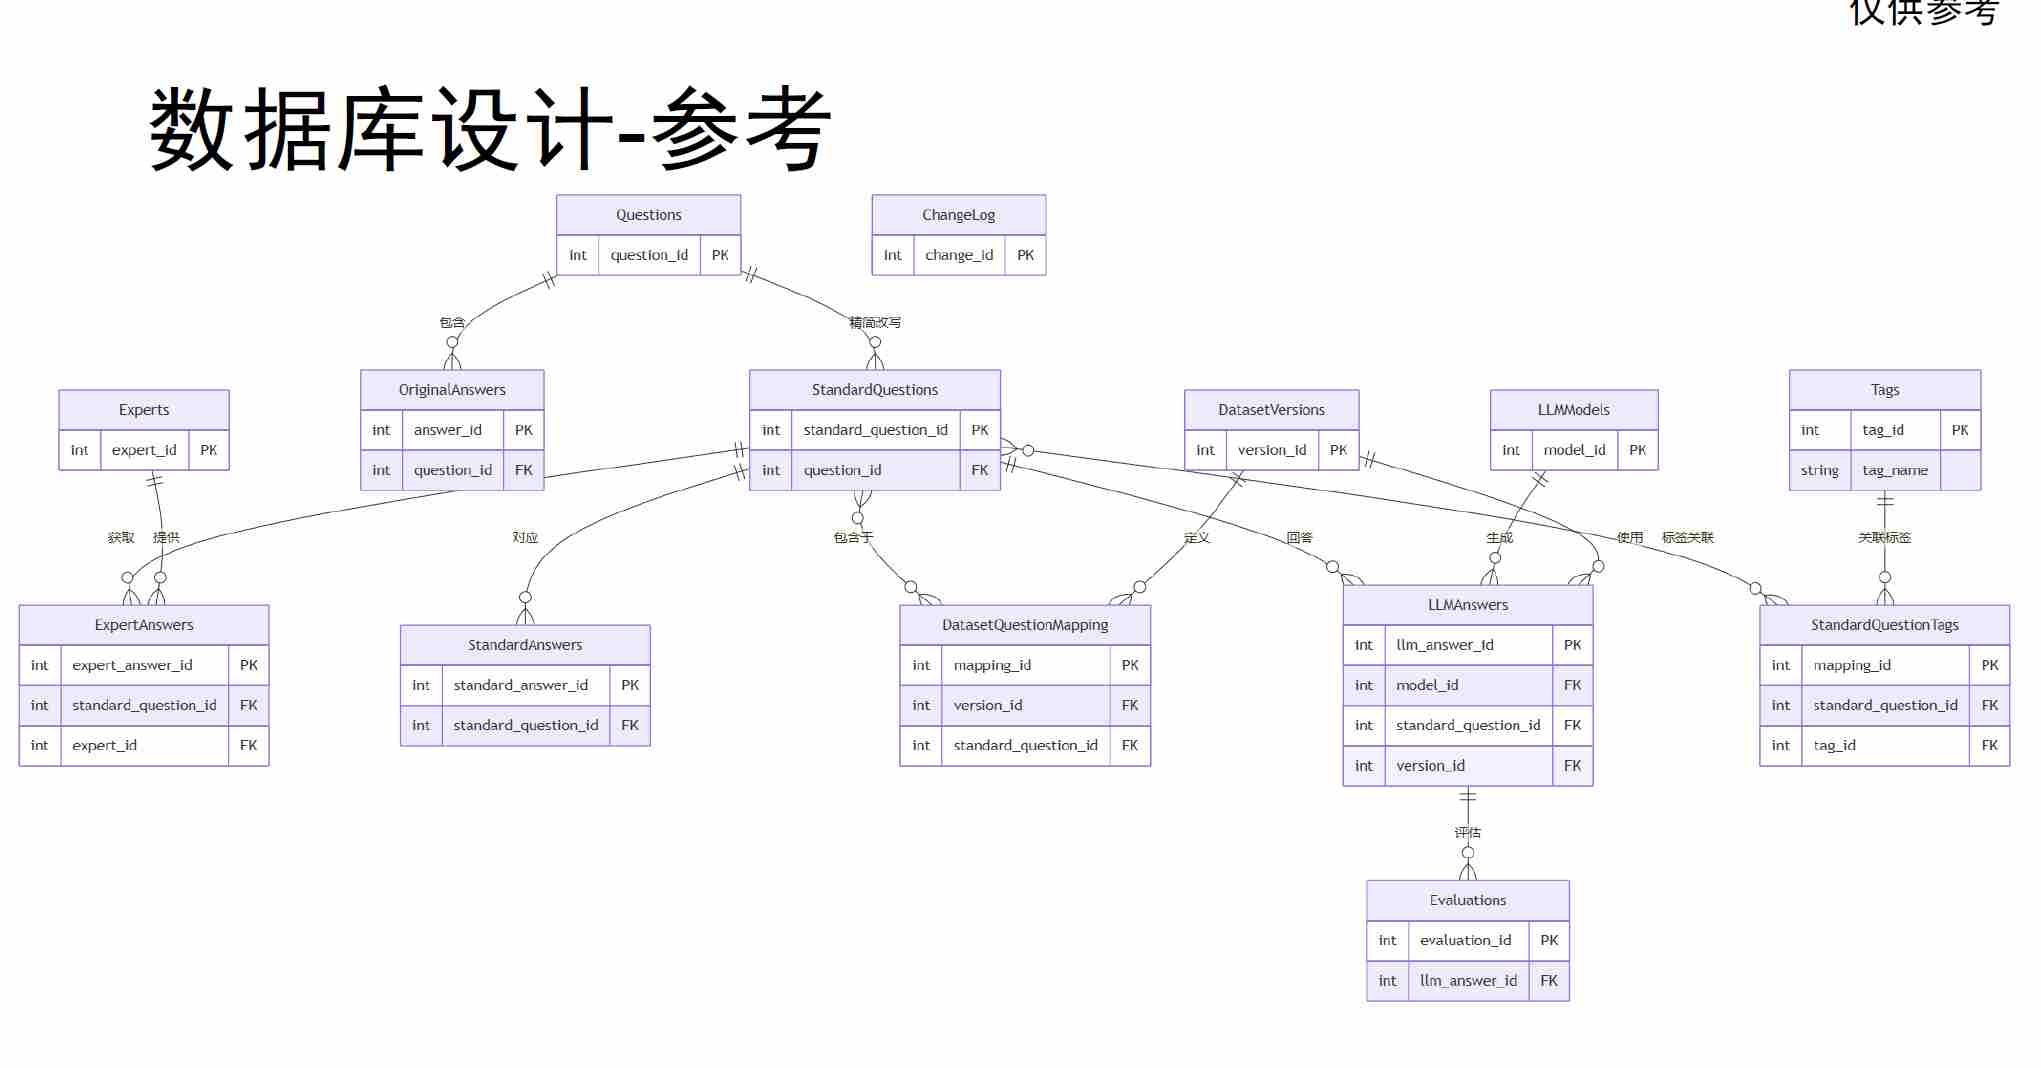 仅供参考
数据库设计-参考
Questions
int question_id PK
ChangeLog
int change_id PK
包含
精简改写
Experts
int expert_id PK
OriginalAnswers
int answer_id PK
int question_id FK
StandardQuestions
int standard_question_id PK
int question_id FK
DatasetVersions
int version_id PK
LLMModels
int model_id PK
Tags
int tag_id PK
string tag_name
获取
提供
对应
包含于
定义
回答
生成
使用
标签关联
关联标签
ExpertAnswers
int expert_answer_id PK
int standard_question_id FK
int expert_id FK
StandardAnswers
int standard_answer_id PK
int standard_question_id FK
DatasetQuestionMapping
int mapping_id PK
int version_id FK
int standard_question_id FK
LLMAnswers
int llm_answer_id PK
int model_id FK
int standard_question_id FK
int version_id FK
StandardQuestionTags
int mapping_id PK
int standard_question_id FK
int tag_id FK
评估
Evaluations
int evaluation_id PK
int llm_answer_id FK